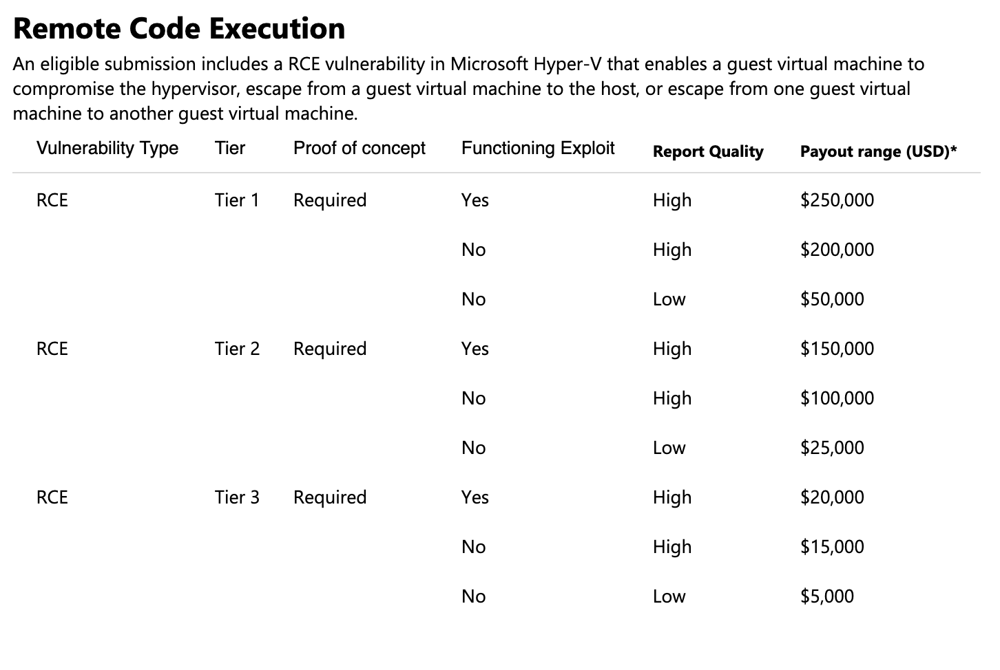 Remote Code Execution
An eligible submission includes a RCE vulnerability in Microsoft Hyper-V that enables a guest virtual machine to
compromise the hypervisor, escape from a guest virtual machine to the host, or escape from one guest virtual
machine to another guest virtual machine.
Vulnerability Type Tier Proof of concept Functioning Exploit Report Quality Payout range (USD)*
RCE Tier 1 Required Yes High $250,000
No High $200,000
No Low $50,000
RCE Tier 2 Required Yes High $150,000
No High $100,000
No Low $25,000
RCE Tier 3 Required Yes High $20,000
No High $15,000
No Low $5,000